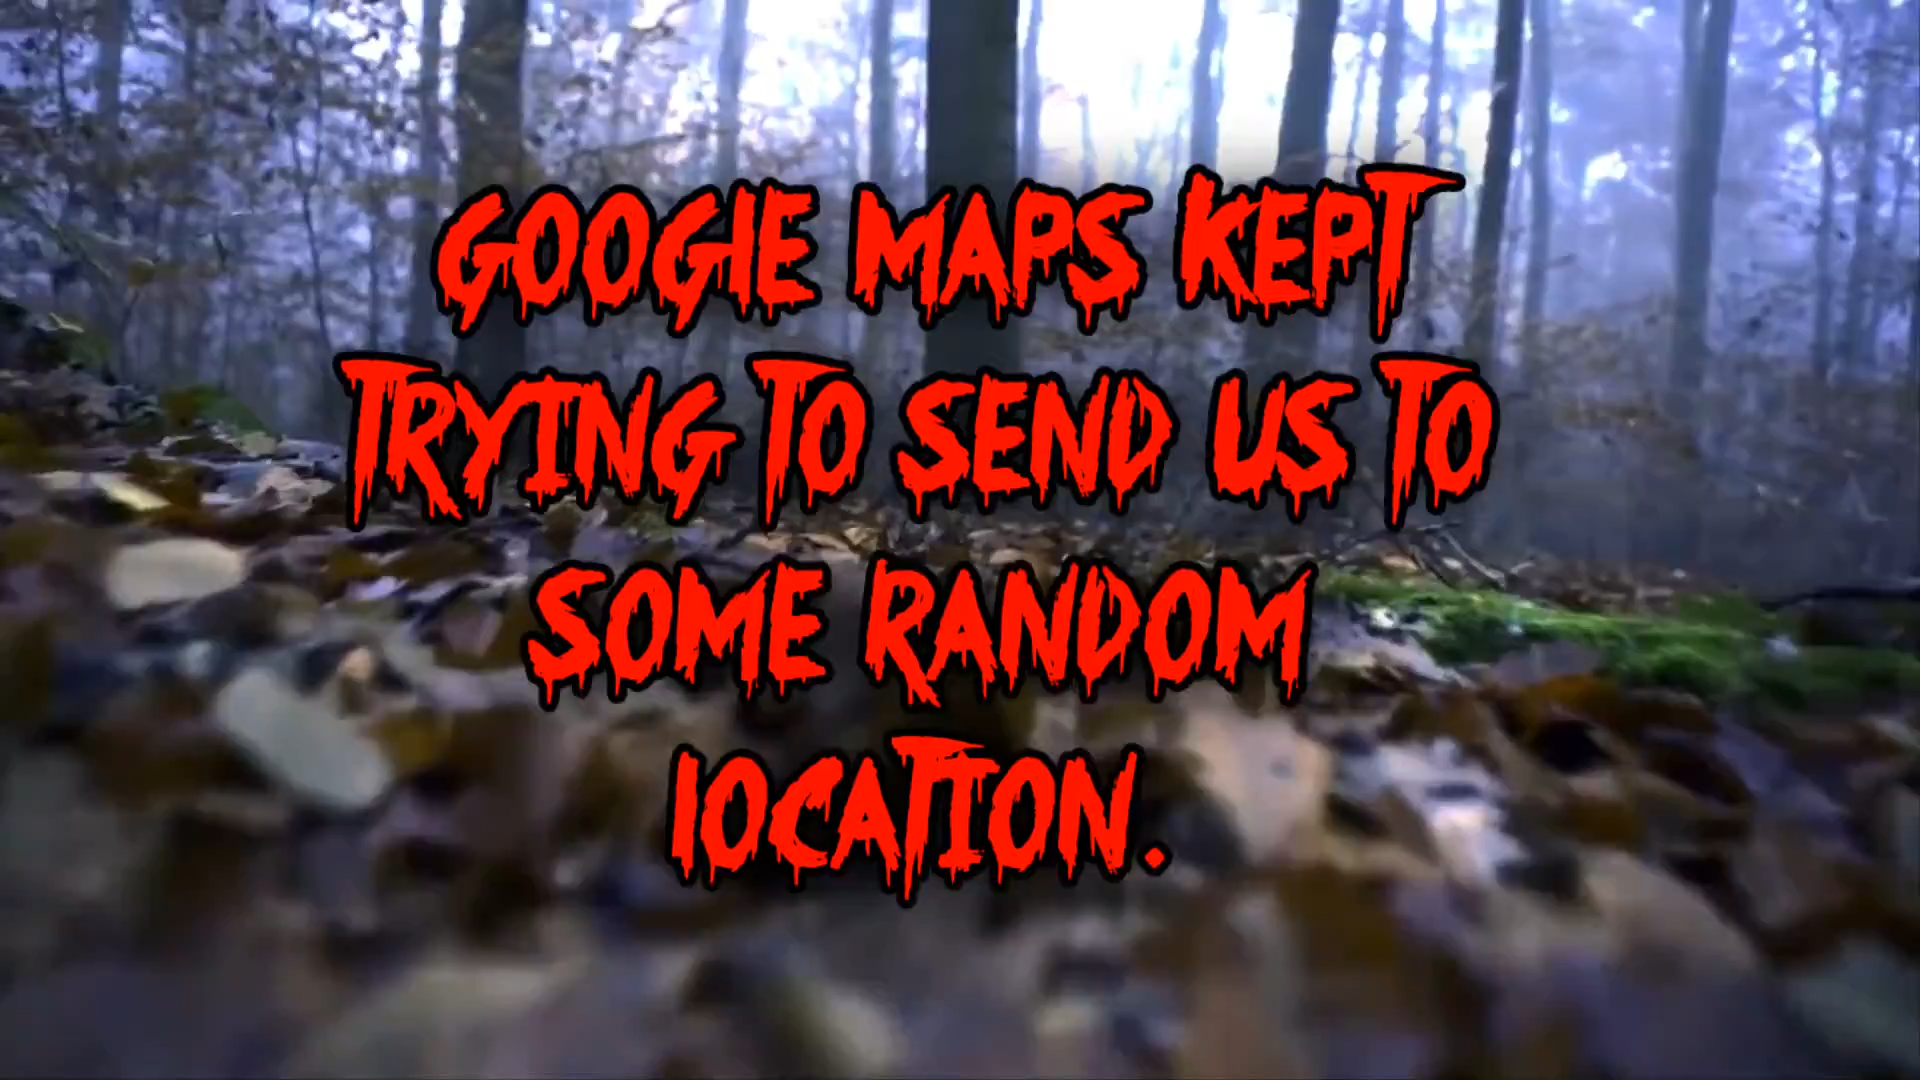 GOOGlE MAPS KEPT
TRYING TO SEND US TO
SOME RANDOM
lOCATION.